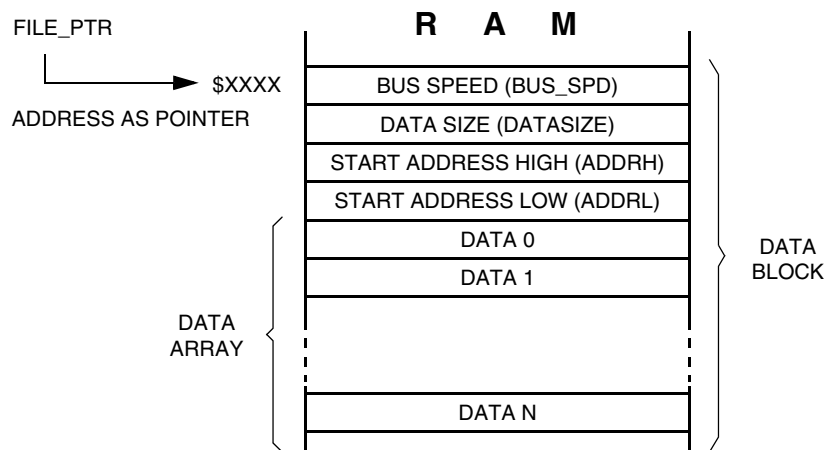 R A M
FILE_PTR
$XXXX
ADDRESS AS POINTER
BUS SPEED (BUS_SPD)
DATA SIZE (DATASIZE)
START ADDRESS HIGH (ADDRH)
START ADDRESS LOW (ADDRL)
DATA 0
DATA 1
DATA N
DATA
ARRAY
DATA
BLOCK